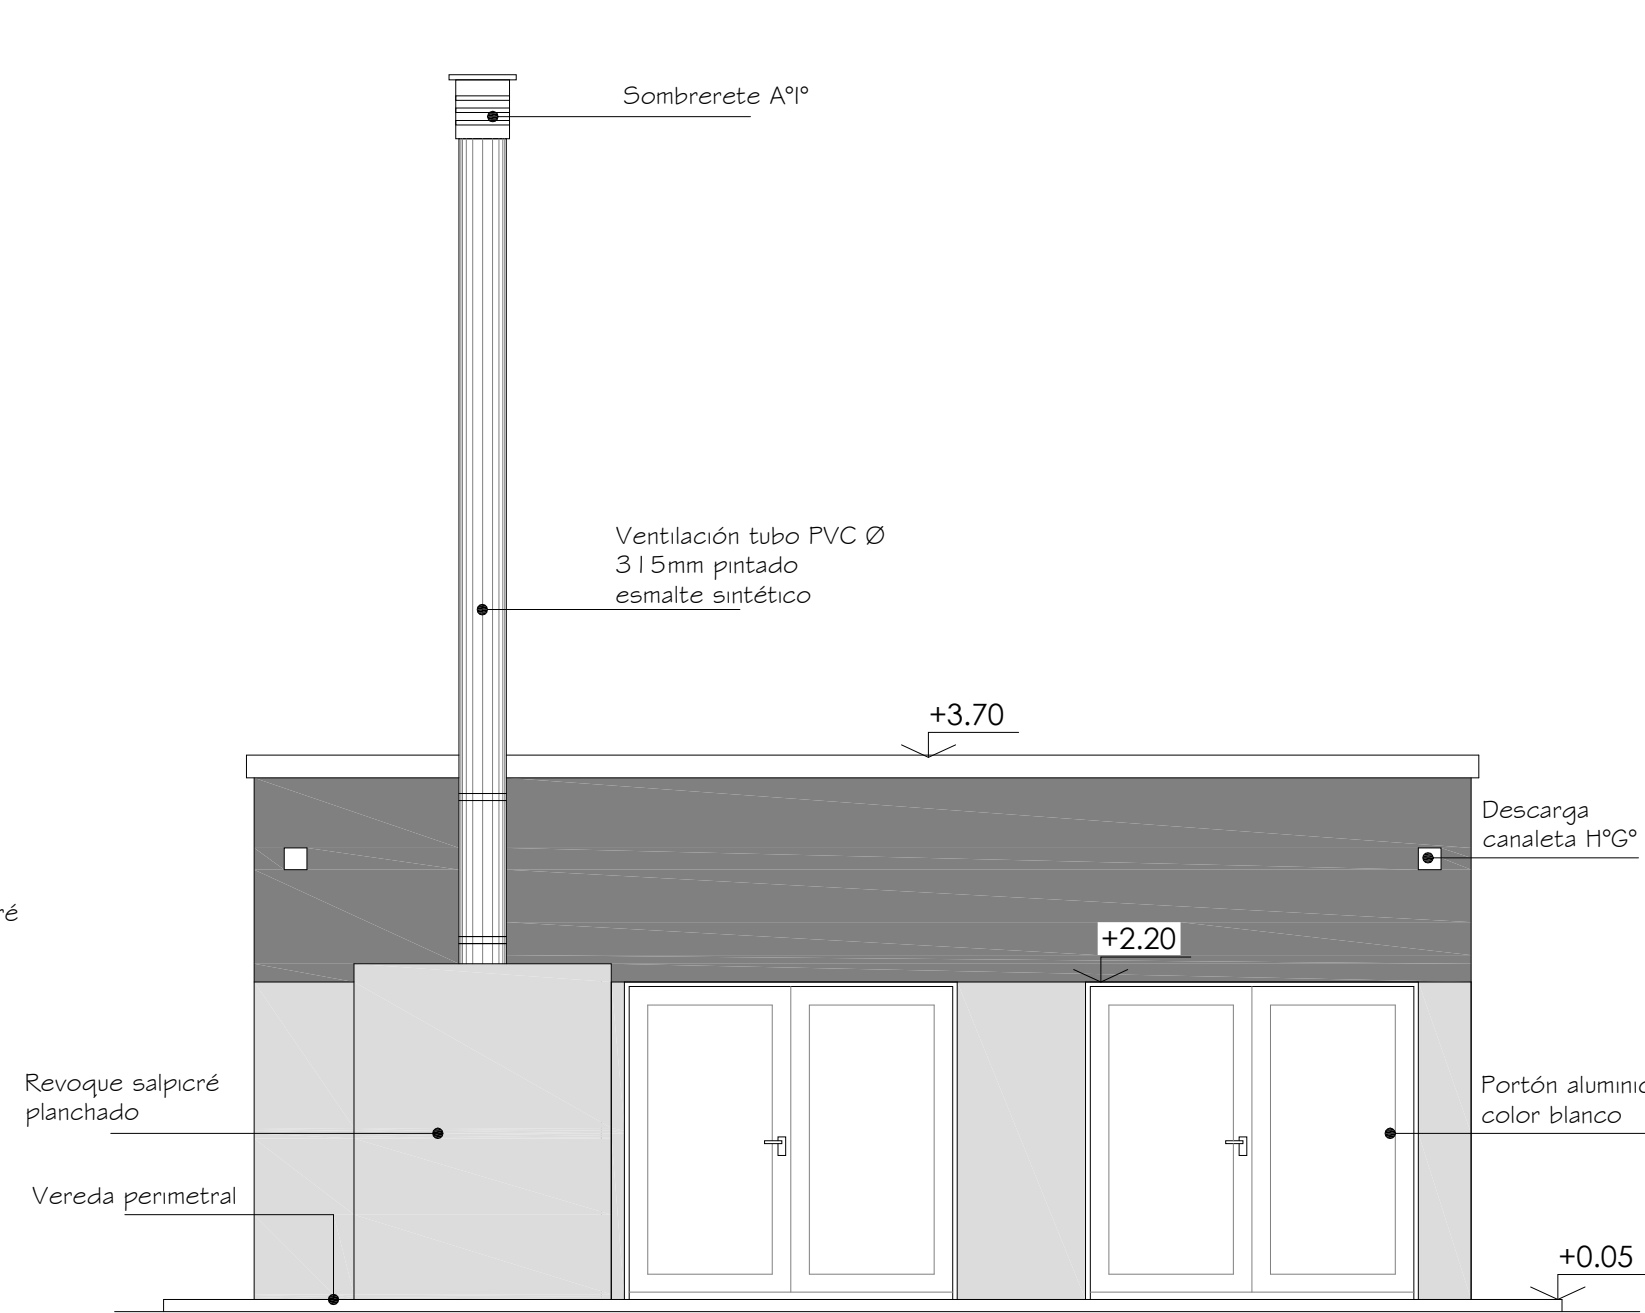 Sombrerete A°I°
Ventilación tubo PVC Ø
315mm pintado
esmalte sintético
+3.70
Descarga
canaleta H°G°
+2.20
Revoque salpicré
planchado
Portón
color blanco
Vereda perimetral
+0.05